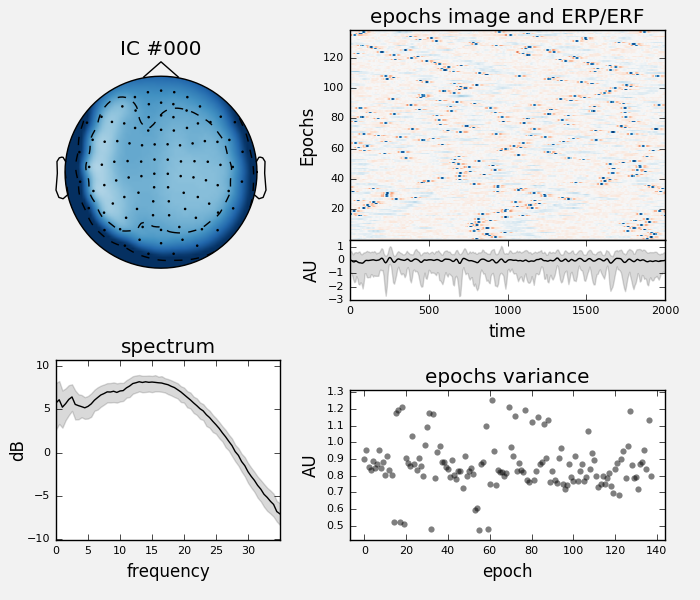 IC #000
epochs image and ERP/ERF
Epochs
120
100
80
60
40
20
AU
1
0
−1
−2
−3
0 500 1000 1500 2000
time
spectrum
dB
10
5
0
−5
−10
0 5 10 15 20 25 30
frequency
epochs variance
AU
1.3
1.2
1.1
1.0
0.9
0.8
0.7
0.6
0.5
0 20 40 60 80 100 120 140
epoch